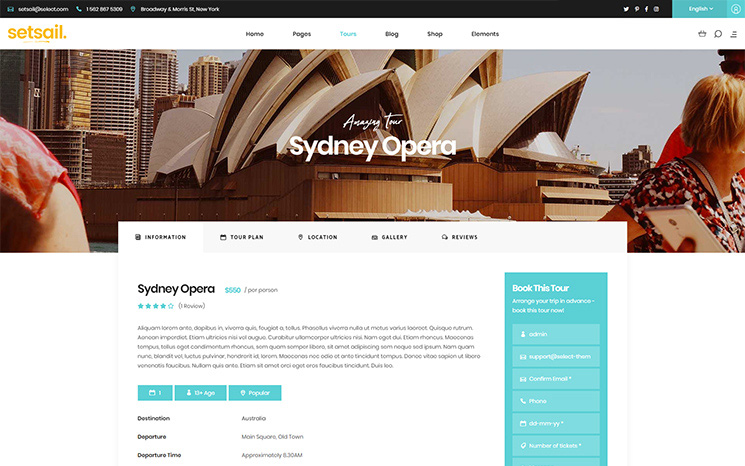 setsail@select.com 1 562 867 5309 Broadway & Morris St, New York English
setsail.
Home Pages Tours Blog Shop Elements
Amazing Tour
Sydney Opera
INFORMATION TOUR PLAN LOCATION GALLERY REVIEWS
Sydney Opera $550 / per person
(1 Review)
Aliquam lorem ante, dapibus in, viverra quis, feugiat a, tellus. Phasellus viverra nulla ut metus varius laoreet. Quisque rutrum.
Aenean imperdiet. Etiam ultricies nisi vel augue. Curabitur ullamcorper ultricies nisi. Nam eget dui. Etiam rhoncus. Maecenas
tempus, tellus eget condimentum rhoncus, sem quam semper libero, sit amet adipiscing sem neque sed ipsum. Nam quam
nunc, blandit vel, luctus pulvinar, hendrerit id, lorem. Maecenas nec odio et ante tincidunt tempus. Donec vitae sapien ut libero
venenatis faucibus. Nullam quis ante. Etiam sit amet orci eget eros faucibus tincidunt. Duis leo.
1 13+ Age Popular
Destination Australia
Departure Main Square, Old Town
Departure Time Approximately 8.30AM
Book This Tour
Arrange your trip in advance -
book this tour now!
admin
support@select-them
Confirm Email *
Phone
dd-mm-yy *
Number of tickets *